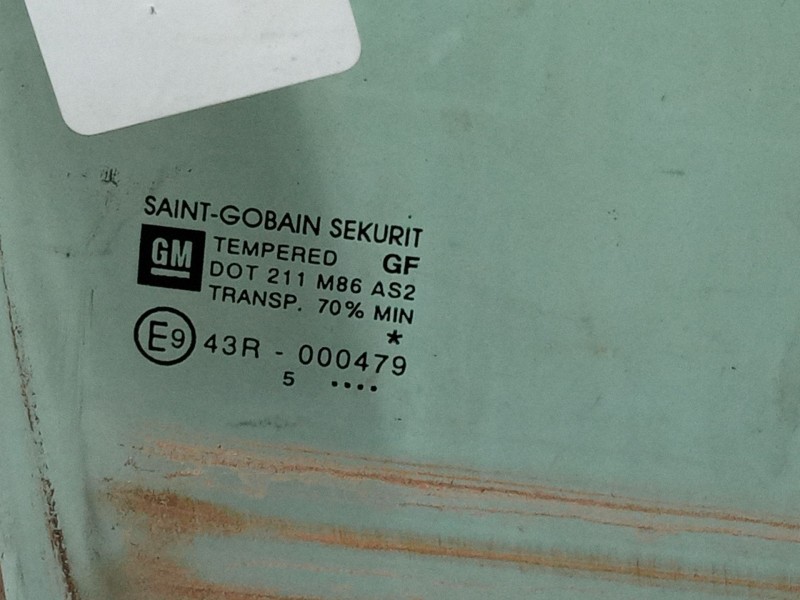 SAINT-GOBAIN SEKURIT
GM TEMPERED GF
DOT 211 M86 AS2
TRANSP. 70% MIN
*
E9 43R - 000479
5 ....